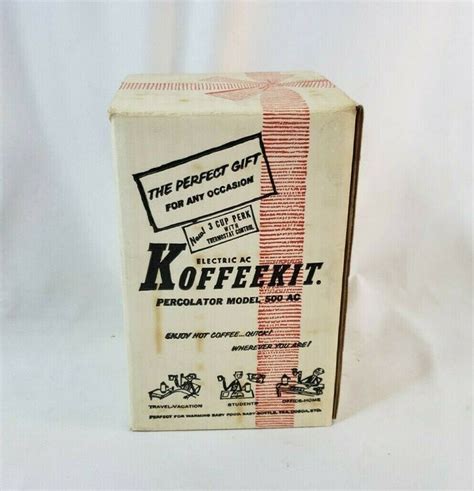 THE PERFECT GIFT
FOR ANY OCCASION
New! 3 CUP PERK
WITH
THERMOSTAT CONTROL
ELECTRIC AC
KOFFEEKIT.
PERCOLATOR MODEL 500 AC
ENJOY HOT COFFEE...QUICK!
WHEREVER YOU ARE!
TRAVEL-VACATION STUDENTS OFFICE-HOME
PERFECT FOR WARMING BABY FOOD, BABY BOTTLE, TEA, COCOA, ETC.